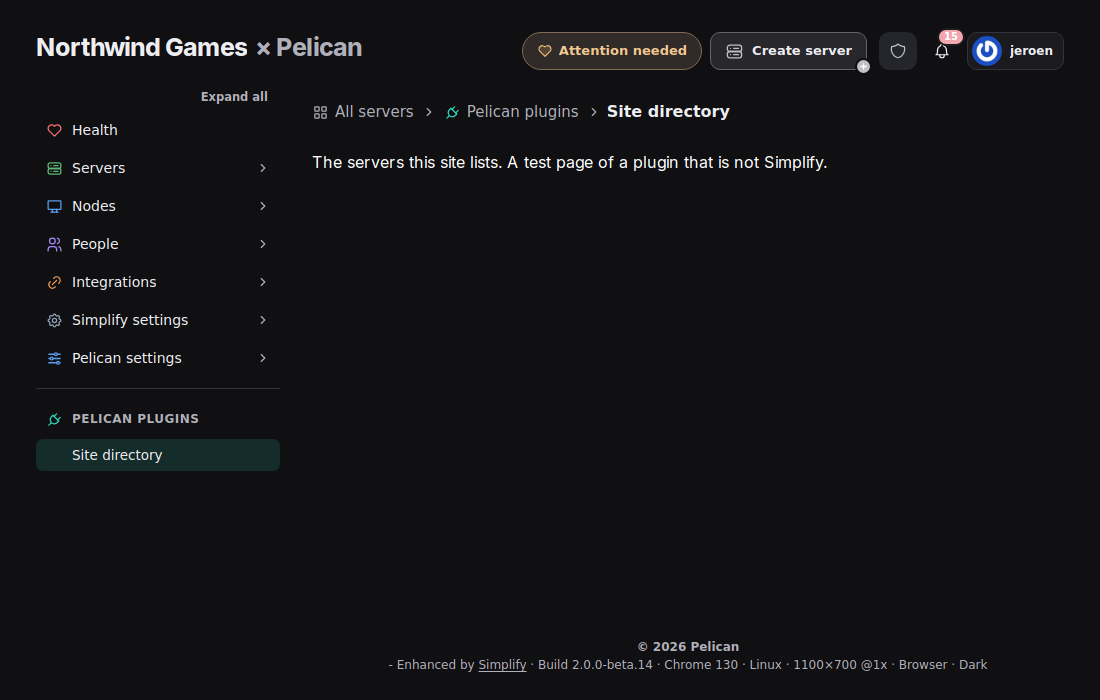 Northwind Games × Pelican
Attention needed
Create server
15
jeroen
Expand all
Health
Servers
Nodes
People
Integrations
Simplify settings
Pelican settings
PELICAN PLUGINS
Site directory
All servers > Pelican plugins > Site directory
The servers this site lists. A test page of a plugin that is not Simplify.
© 2026 Pelican
- Enhanced by Simplify · Build 2.0.0-beta.14 · Chrome 130 · Linux · 1100×700 @1x · Browser · Dark